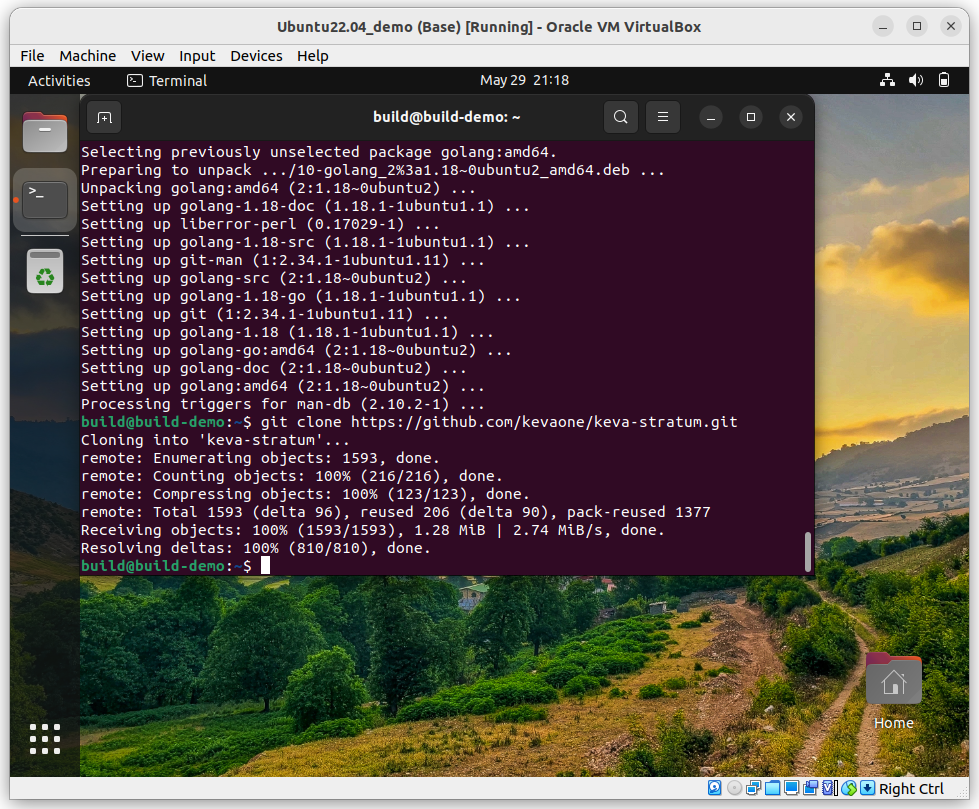 Ubuntu22.04_demo (Base) [Running] - Oracle VM VirtualBox
File Machine View Input Devices Help
Activities Terminal May 29 21:18
build@build-demo: ~
Selecting previously unselected package golang:amd64.
Preparing to unpack .../10-golang_2%3a1.18~0ubuntu2_amd64.deb ...
Unpacking golang:amd64 (2:1.18~0ubuntu2) ...
Setting up golang-1.18-doc (1.18.1-1ubuntu1.1) ...
Setting up liberror-perl (0.17029-1) ...
Setting up golang-1.18-src (1.18.1-1ubuntu1.1) ...
Setting up git-man (1:2.34.1-1ubuntu1.11) ...
Setting up golang-src (2:1.18~0ubuntu2) ...
Setting up golang-1.18-go (1.18.1-1ubuntu1.1) ...
Setting up git (1:2.34.1-1ubuntu1.11) ...
Setting up golang-1.18 (1.18.1-1ubuntu1.1) ...
Setting up golang-go:amd64 (2:1.18~0ubuntu2) ...
Setting up golang-doc (2:1.18~0ubuntu2) ...
Setting up golang:amd64 (2:1.18~0ubuntu2) ...
Processing triggers for man-db (2.10.2-1) ...
build@build-demo:~$ git clone https://github.com/kevaone/keva-stratum.git
Cloning into 'keva-stratum'...
remote: Enumerating objects: 1593, done.
remote: Counting objects: 100% (216/216), done.
remote: Compressing objects: 100% (123/123), done.
remote: Total 1593 (delta 96), reused 206 (delta 90), pack-reused 1377
Receiving objects: 100% (1593/1593), 1.28 MiB | 2.74 MiB/s, done.
Resolving deltas: 100% (810/810), done.
build@build-demo:~$
Home
Right Ctrl